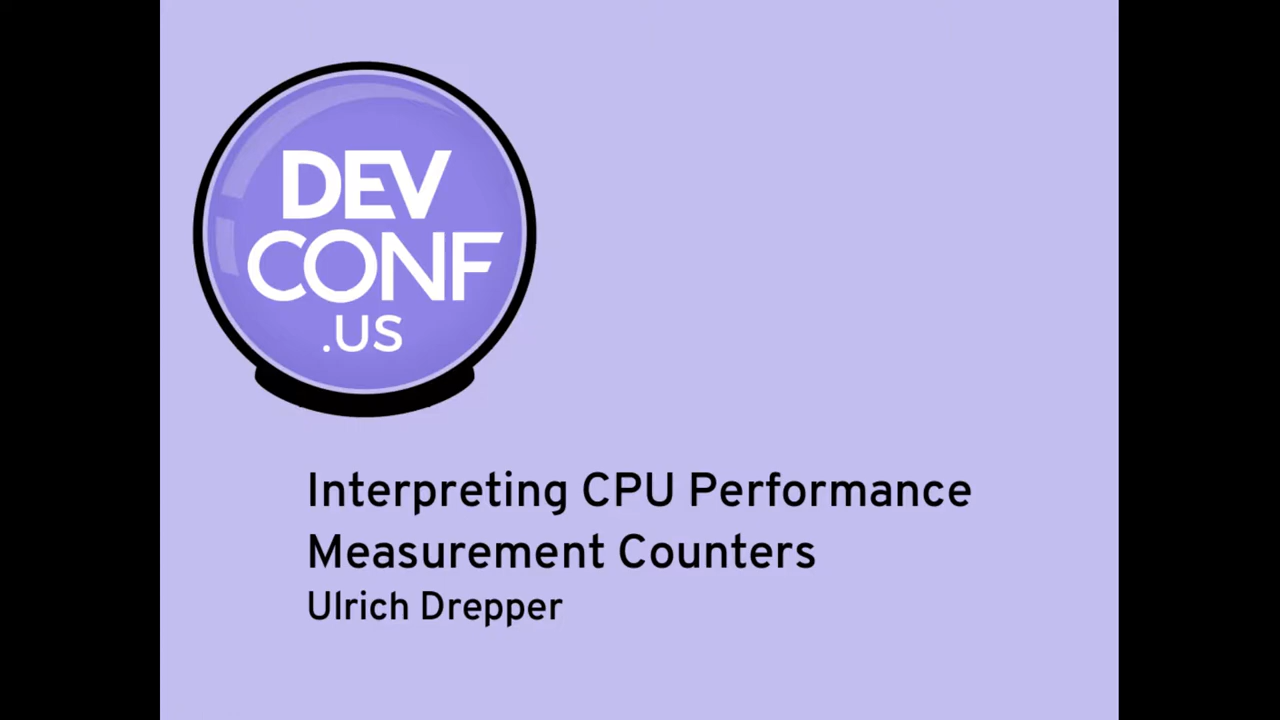 DEV
CONF
.US
Interpreting CPU Performance
Measurement Counters
Ulrich Drepper